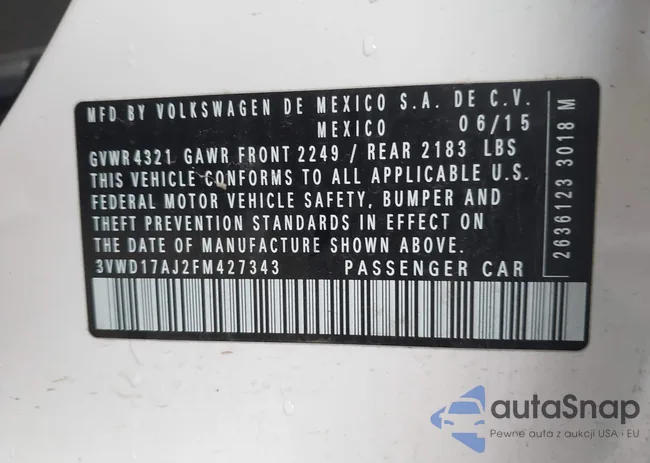 MFD BY VOLKSWAGEN DE MEXICO S.A. DE C.V.
MEXICO 06/15
GVWR 4321 GAWR FRONT 2249 / REAR 2183 LBS
THIS VEHICLE CONFORMS TO ALL APPLICABLE U.S.
FEDERAL MOTOR VEHICLE SAFETY, BUMPER AND
THEFT PREVENTION STANDARDS IN EFFECT ON
THE DATE OF MANUFACTURE SHOWN ABOVE.
3VWD17AJ2FM427343 PASSENGER CAR
2636123 3018 M
autaSnap
Pewne auta z aukcji USA i EU